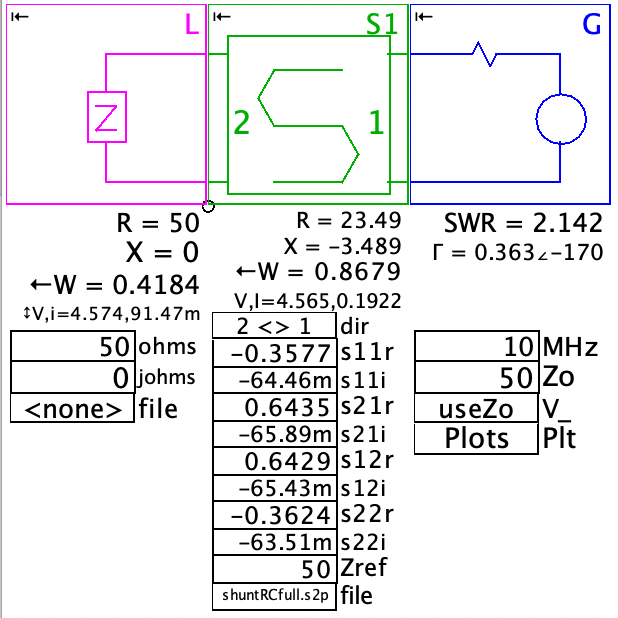 L
S1
G
Z
2
1
R = 50
X = 0
←W = 0.4184
↕V,i=4.574,91.47m
50 ohms
0 johms
<none> file
R = 23.49
X = −3.489
←W = 0.8679
V,I=4.565,0.1922
2 <> 1 dir
−0.3577 s11r
−64.46m s11i
0.6435 s21r
−65.89m s21i
0.6429 s12r
−65.43m s12i
−0.3624 s22r
−63.51m s22i
50 Zref
shuntRCfull.s2p file
SWR = 2.142
Γ = 0.363∠−170
10 MHz
50 Zo
useZo V_
Plots Plt